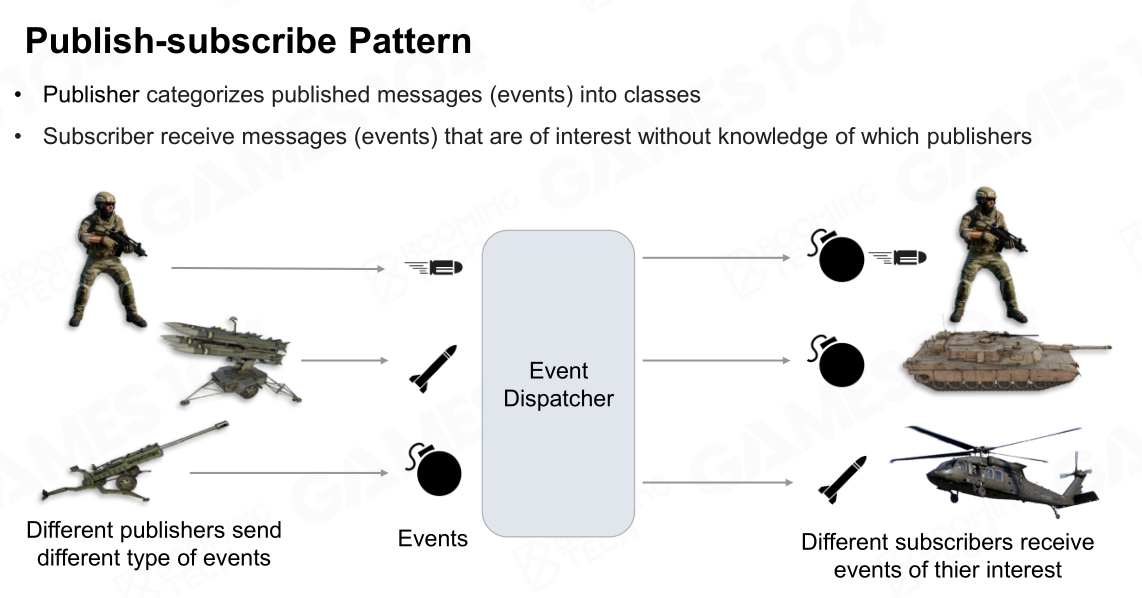 Publish-subscribe Pattern
• Publisher categorizes published messages (events) into classes
• Subscriber receive messages (events) that are of interest without knowledge of which publishers
Event
Dispatcher
Different publishers send
different type of events
Events
Different subscribers receive
events of thier interest
BOOMING
TECH
GAMES104